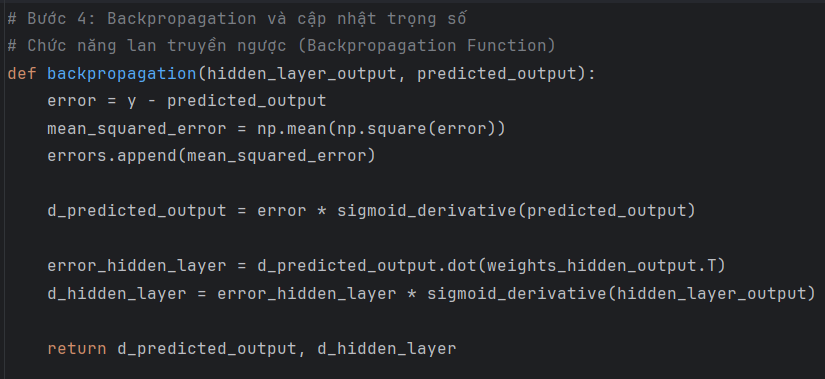 # Bước 4: Backpropagation và cập nhật trọng số
# Chức năng lan truyền ngược (Backpropagation Function)
def backpropagation(hidden_layer_output, predicted_output):
    error = y - predicted_output
    mean_squared_error = np.mean(np.square(error))
    errors.append(mean_squared_error)

    d_predicted_output = error * sigmoid_derivative(predicted_output)

    error_hidden_layer = d_predicted_output.dot(weights_hidden_output.T)
    d_hidden_layer = error_hidden_layer * sigmoid_derivative(hidden_layer_output)

    return d_predicted_output, d_hidden_layer